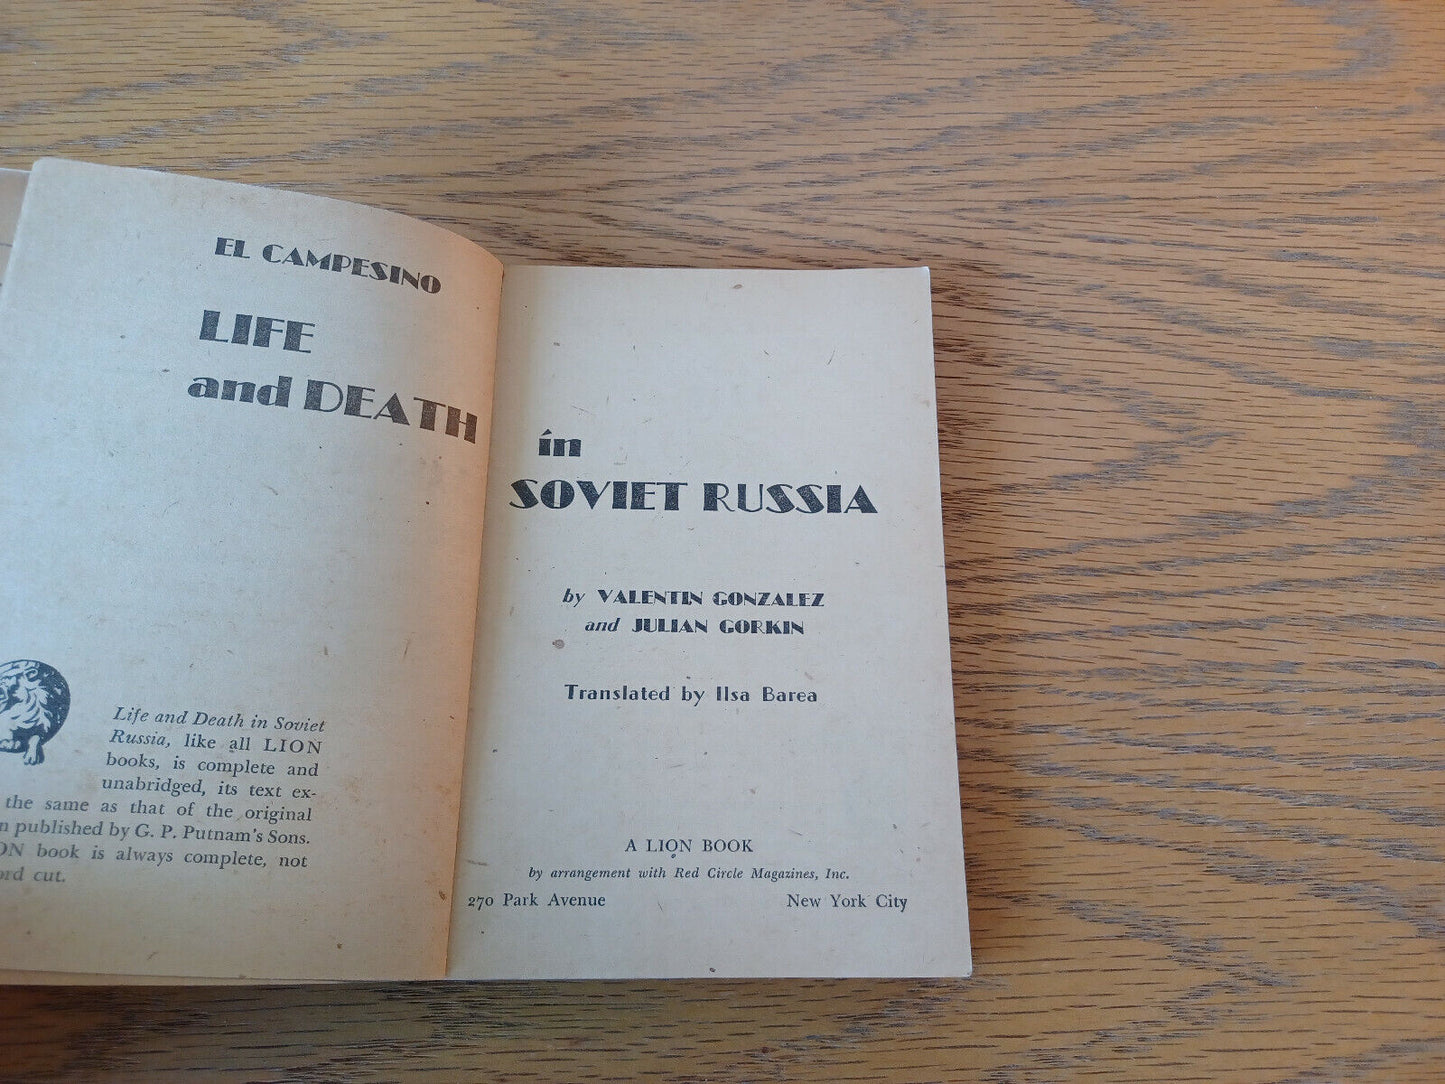 EL CAMPESINO
LIFE
and DEATH
Life and Death in Soviet
Russia, like all LION
books, is complete and
unabridged, its text ex-
the same as that of the original
published by G. P. Putnam's Sons.
book is always complete, not
cut.
in
SOVIET RUSSIA
by VALENTIN GONZALEZ
and JULIAN GORKIN
Translated by Ilsa Barea
A LION BOOK
by arrangement with Red Circle Magazines, Inc.
270 Park Avenue New York City